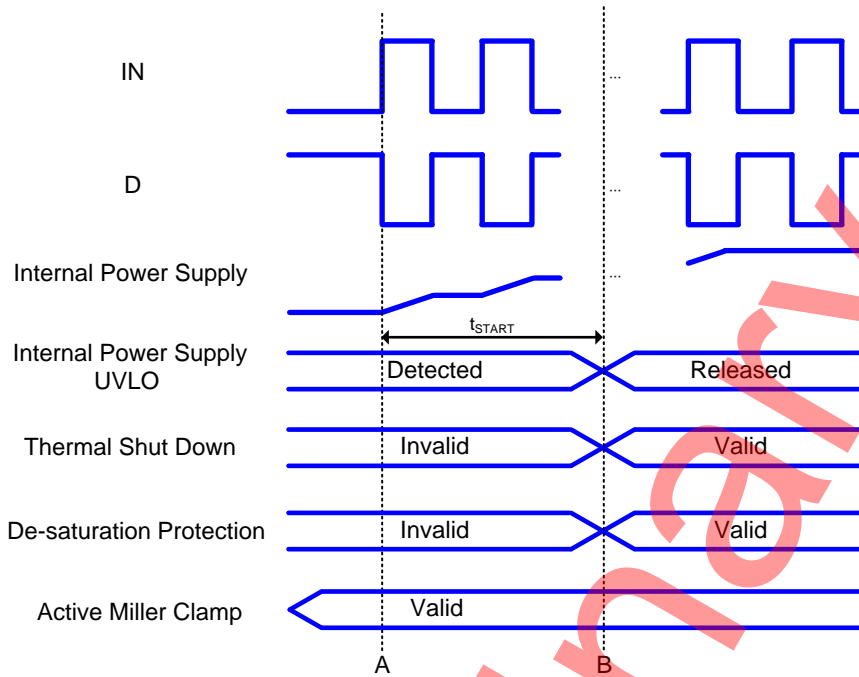 IN
...
...
D
...
...
Internal Power Supply
...
tSTART
Internal Power Supply
UVLO
Detected
Released
Thermal Shut Down
Invalid
Valid
De-saturation Protection
Invalid
Valid
Active Miller Clamp
Valid
A
B